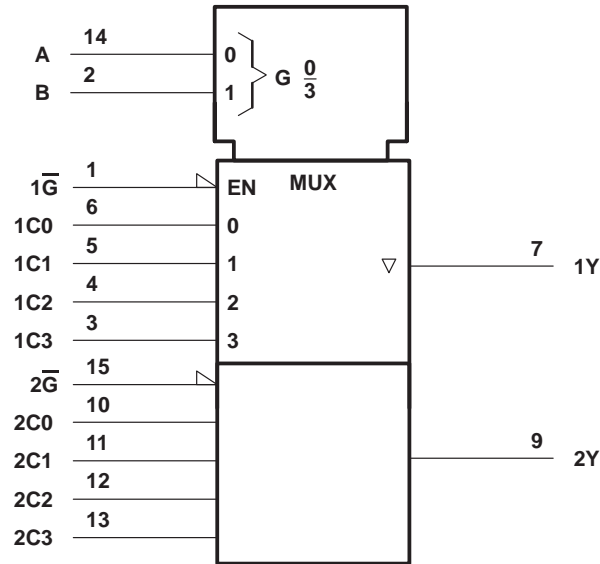 A 14 0
B 2 1
G 0/3
MUX
1G̅ 1 EN
1C0 6 0
1C1 5 1
1C2 4 2
1C3 3 3
▽ 7 1Y
2G̅ 15
2C0 10
2C1 11
2C2 12
2C3 13
9 2Y